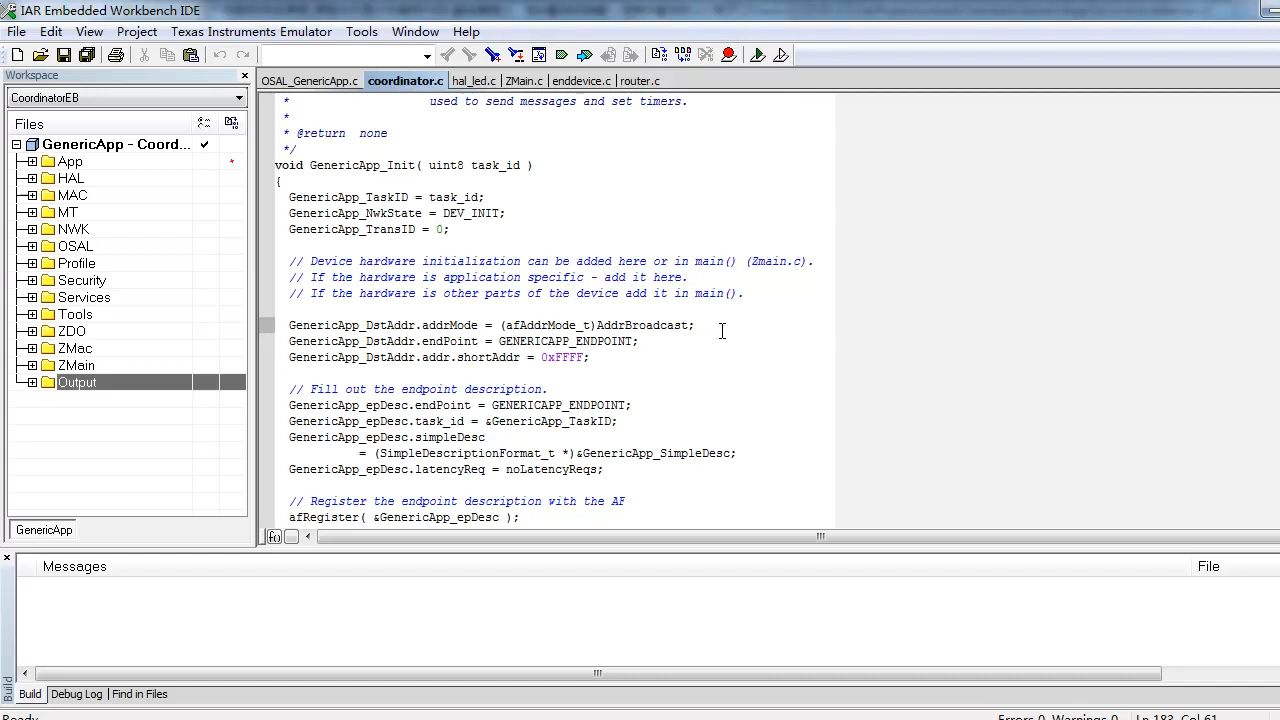 IAR Embedded Workbench IDE
File Edit View Project Texas Instruments Emulator Tools Window Help
Workspace
CoordinatorEB
Files
GenericApp - Coord...
App
HAL
MAC
MT
NWK
OSAL
Profile
Security
Services
Tools
ZDO
ZMac
ZMain
Output
GenericApp
OSAL_GenericApp.c coordinator.c hal_led.c ZMain.c enddevice.c router.c
* used to send messages and set timers.
*
* @return none
*/
void GenericApp_Init( uint8 task_id )
{
GenericApp_TaskID = task_id;
GenericApp_NwkState = DEV_INIT;
GenericApp_TransID = 0;
// Device hardware initialization can be added here or in main() (Zmain.c).
// If the hardware is application specific - add it here.
// If the hardware is other parts of the device add it in main().
GenericApp_DstAddr.addrMode = (afAddrMode_t)AddrBroadcast;
GenericApp_DstAddr.endPoint = GENERICAPP_ENDPOINT;
GenericApp_DstAddr.addr.shortAddr = 0xFFFF;
// Fill out the endpoint description.
GenericApp_epDesc.endPoint = GENERICAPP_ENDPOINT;
GenericApp_epDesc.task_id = &GenericApp_TaskID;
GenericApp_epDesc.simpleDesc
= (SimpleDescriptionFormat_t *)&GenericApp_SimpleDesc;
GenericApp_epDesc.latencyReq = noLatencyReqs;
// Register the endpoint description with the AF
afRegister( &GenericApp_epDesc );
f()
Messages File
Build
Build Debug Log Find in Files
Ready Errors 0, Warnings 0 Ln 183, Col 61